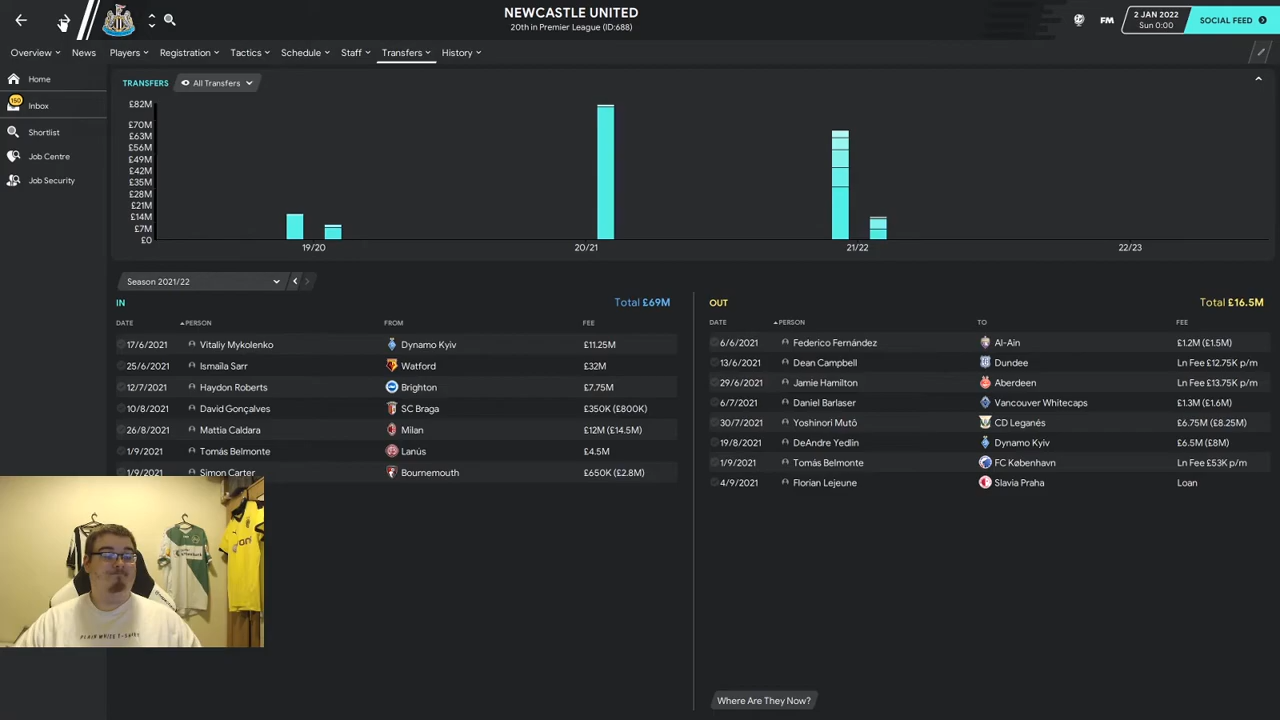 NEWCASTLE UNITED
20th in Premier League (ID:688)
FM
2 JAN 2022
Sun 0:00
SOCIAL FEED
Overview
News
Players
Registration
Tactics
Schedule
Staff
Transfers
History
Home
150
Inbox
Shortlist
Job Centre
Job Security
TRANSFERS
All Transfers
£82M
£70M
£63M
£56M
£49M
£42M
£35M
£28M
£21M
£14M
£7M
£0
19/20 20/21 21/22 22/23
Season 2021/22
IN Total £69M
DATE PERSON FROM FEE
17/6/2021 Vitaliy Mykolenko Dynamo Kyiv £11.25M
25/6/2021 Ismaïla Sarr Watford £32M
12/7/2021 Haydon Roberts Brighton £7.75M
10/8/2021 David Gonçalves SC Braga £350K (£800K)
26/8/2021 Mattia Caldara Milan £12M (£14.5M)
1/9/2021 Tomás Belmonte Lanús £4.5M
1/9/2021 Simon Carter Bournemouth £650K (£2.8M)
OUT Total £16.5M
DATE PERSON TO FEE
6/6/2021 Federico Fernández Al-Ain £1.2M (£1.5M)
13/6/2021 Dean Campbell Dundee Ln Fee £12.75K p/m
29/6/2021 Jamie Hamilton Aberdeen Ln Fee £13.75K p/m
6/7/2021 Daniel Barlaser Vancouver Whitecaps £1.3M (£1.6M)
30/7/2021 Yoshinori Mutō CD Leganés £6.75M (£8.25M)
19/8/2021 DeAndre Yedlin Dynamo Kyiv £6.5M (£8M)
1/9/2021 Tomás Belmonte FC København Ln Fee £53K p/m
4/9/2021 Florian Lejeune Slavia Praha Loan
Where Are They Now?